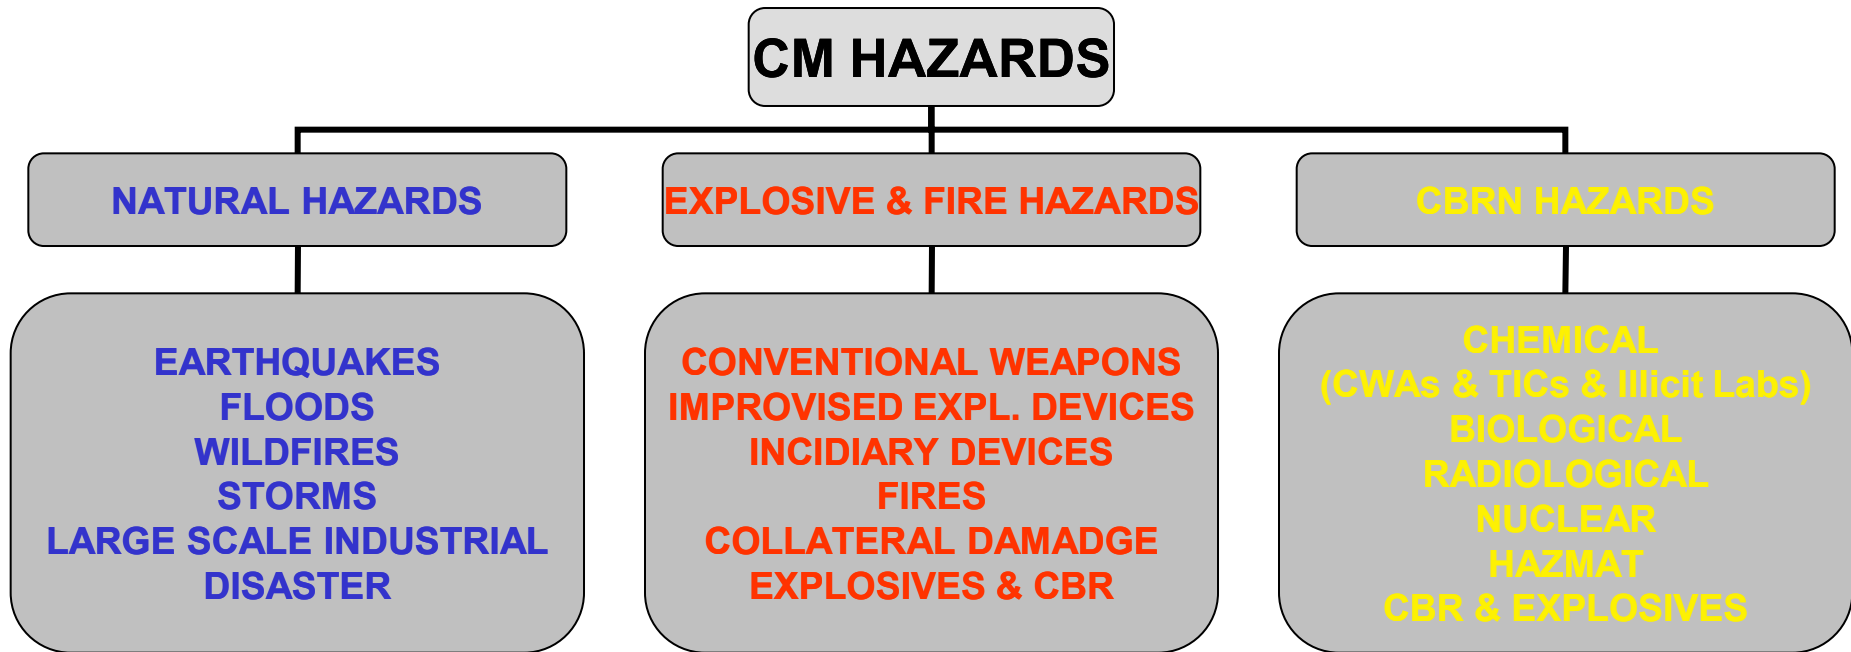 CM HAZARDS
NATURAL HAZARDS
EXPLOSIVE & FIRE HAZARDS
CBRN HAZARDS
EARTHQUAKES
FLOODS
WILDFIRES
STORMS
LARGE SCALE INDUSTRIAL
DISASTER
CONVENTIONAL WEAPONS
IMPROVISED EXPL. DEVICES
INCIDIARY DEVICES
FIRES
COLLATERAL DAMADGE
EXPLOSIVES & CBR
CHEMICAL
(CWAs & TICs & Illicit Labs)
BIOLOGICAL
RADIOLOGICAL
NUCLEAR
HAZMAT
CBR & EXPLOSIVES